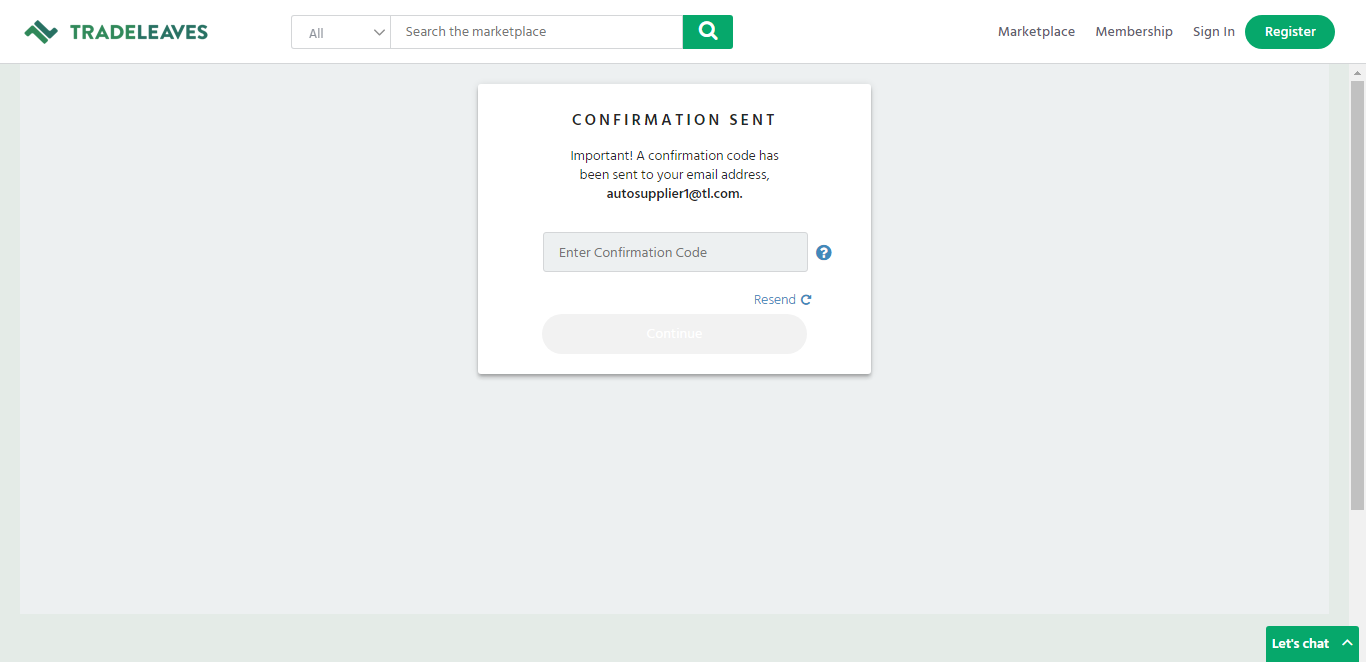 TRADELEAVES
All
Search the marketplace
Marketplace
Membership
Sign In
Register
CONFIRMATION SENT
Important! A confirmation code has
been sent to your email address,
autosupplier1@tl.com.
Enter Confirmation Code
?
Resend
Continue
Let's chat